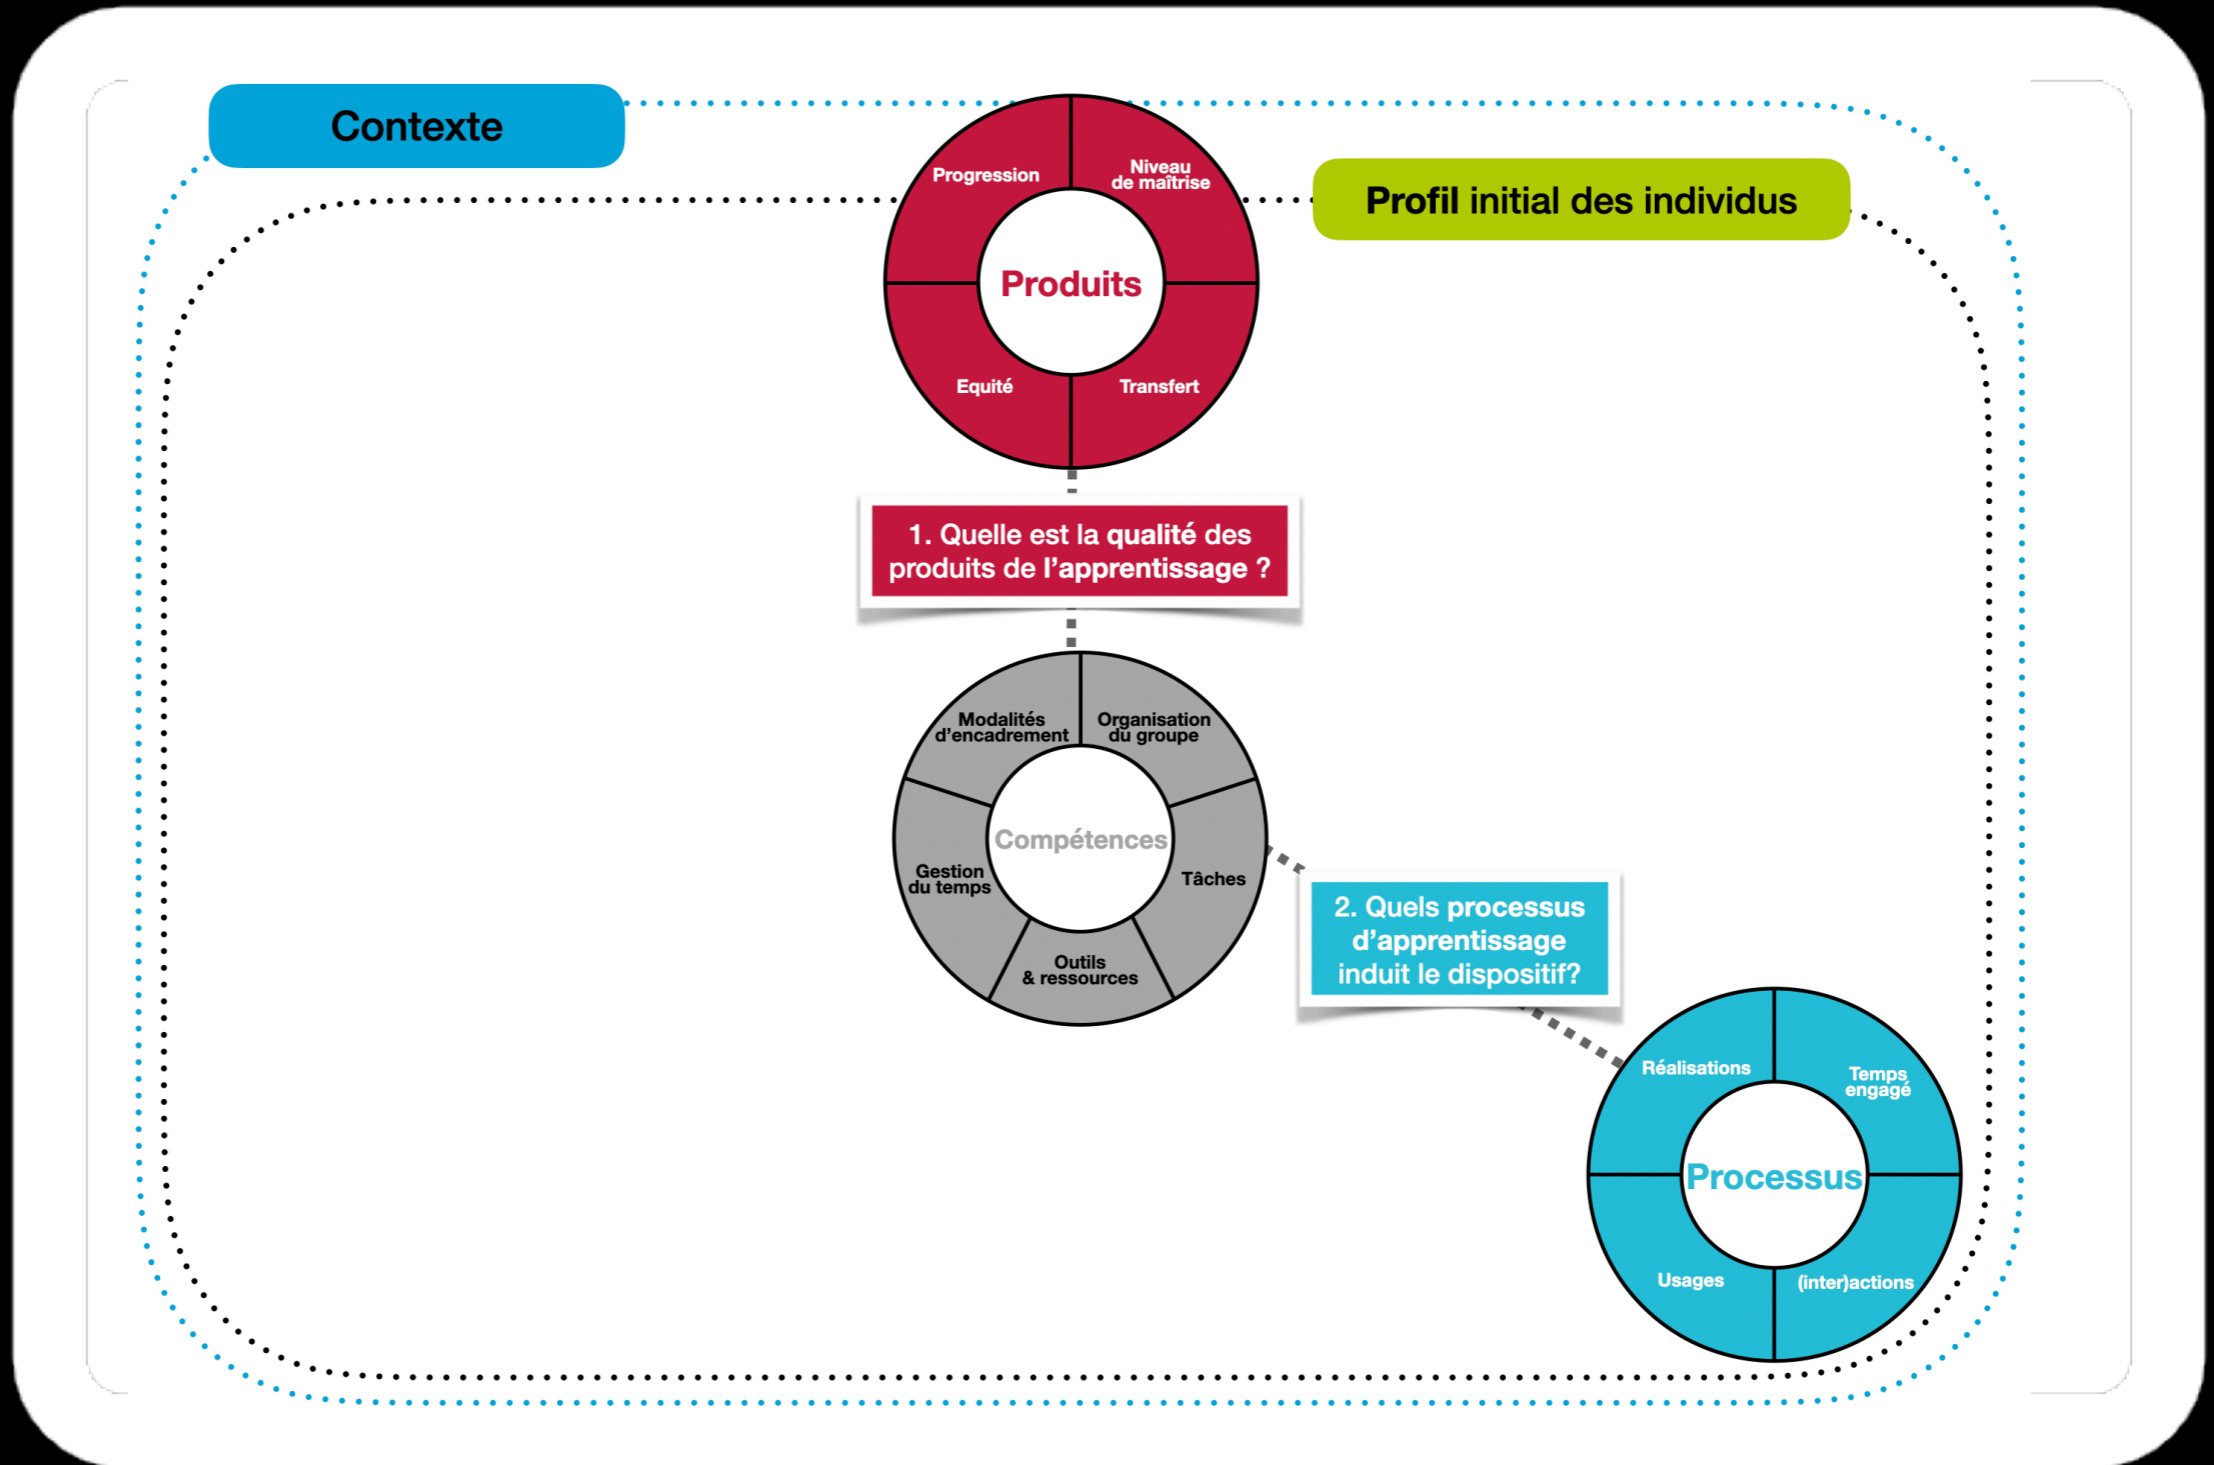 Contexte
Profil initial des individus
Progression
Niveau
de maîtrise
Produits
Equité
Transfert
1. Quelle est la qualité des
produits de l’apprentissage ?
Modalités
d’encadrement
Organisation
du groupe
Compétences
Gestion
du temps
Tâches
Outils
& ressources
2. Quels processus
d’apprentissage
induit le dispositif?
Réalisations
Temps
engagé
Processus
Usages
(inter)actions